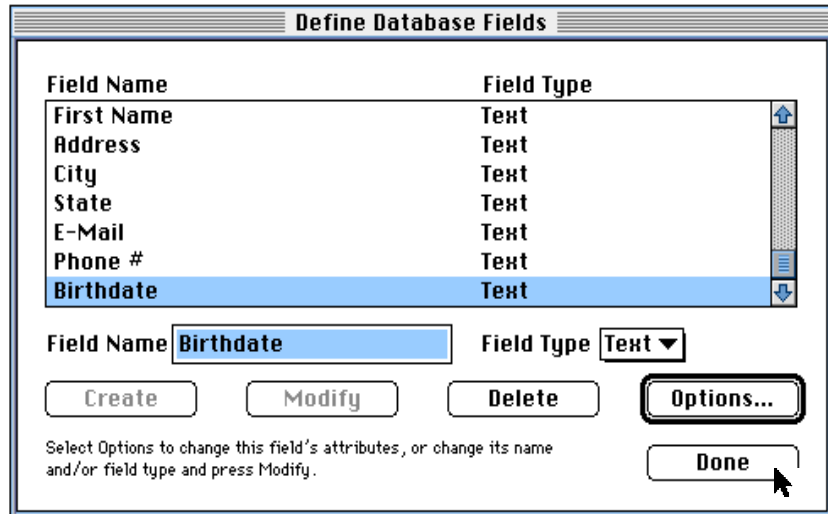 Define Database Fields
Field Name Field Type
First Name Text
Address Text
City Text
State Text
E-Mail Text
Phone # Text
Birthdate Text
Field Name Birthdate Field Type Text
Create Modify Delete Options...
Select Options to change this field's attributes, or change its name
and/or field type and press Modify.
Done